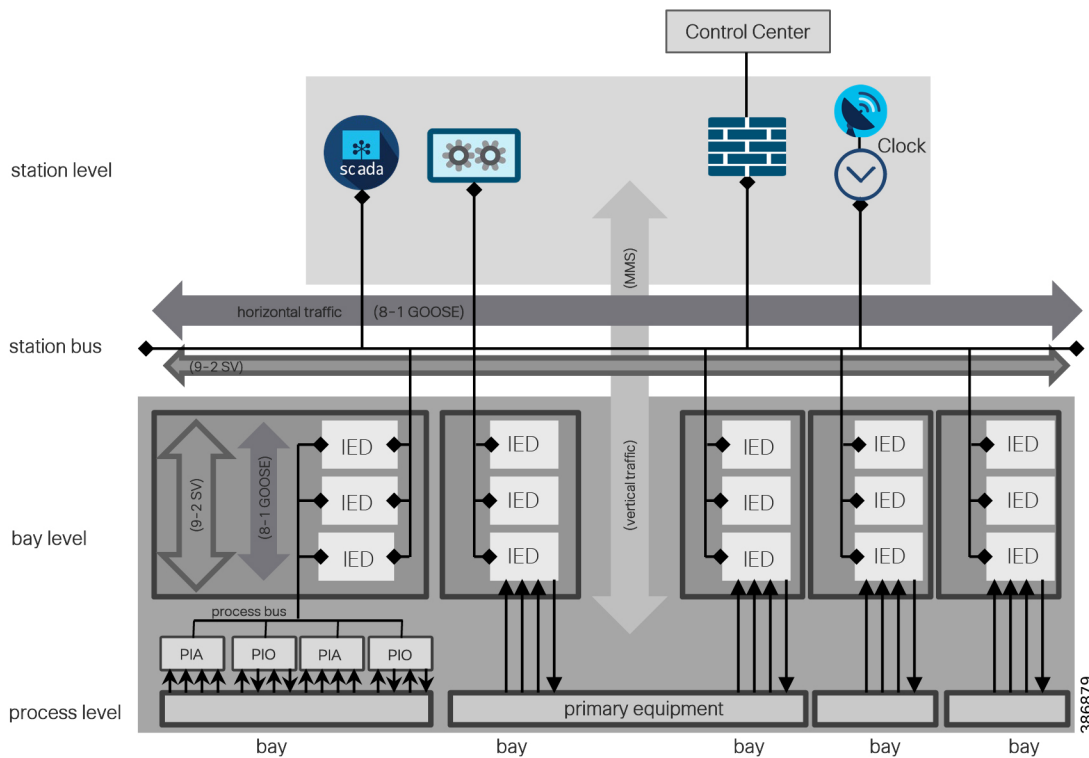 Control Center
scada
Clock
station level
(MMS)
horizontal traffic (8-1 GOOSE)
station bus
(9-2 SV)
IED IED IED IED IED
IED IED IED IED IED
IED IED IED IED IED
(9-2 SV)
(8-1 GOOSE)
(vertical traffic)
bay level
process bus
PIA PIO PIA PIO
process level
primary equipment
bay bay bay bay bay
386879